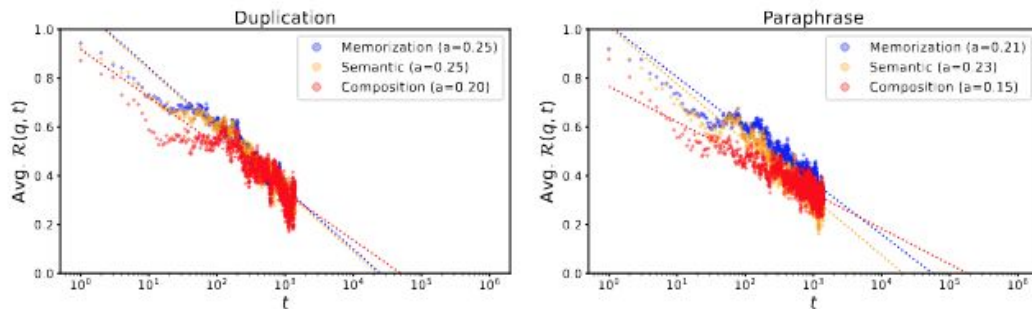 Duplication
Avg. R(q, t)
1.0
0.8
0.6
0.4
0.2
0.0
Memorization (a=0.25)
Semantic (a=0.25)
Composition (a=0.20)
10⁰
10¹
10²
10³
10⁴
10⁵
10⁶
t
Paraphrase
Avg. R(q, t)
1.0
0.8
0.6
0.4
0.2
0.0
Memorization (a=0.21)
Semantic (a=0.23)
Composition (a=0.15)
10⁰
10¹
10²
10³
10⁴
10⁵
10⁶
t